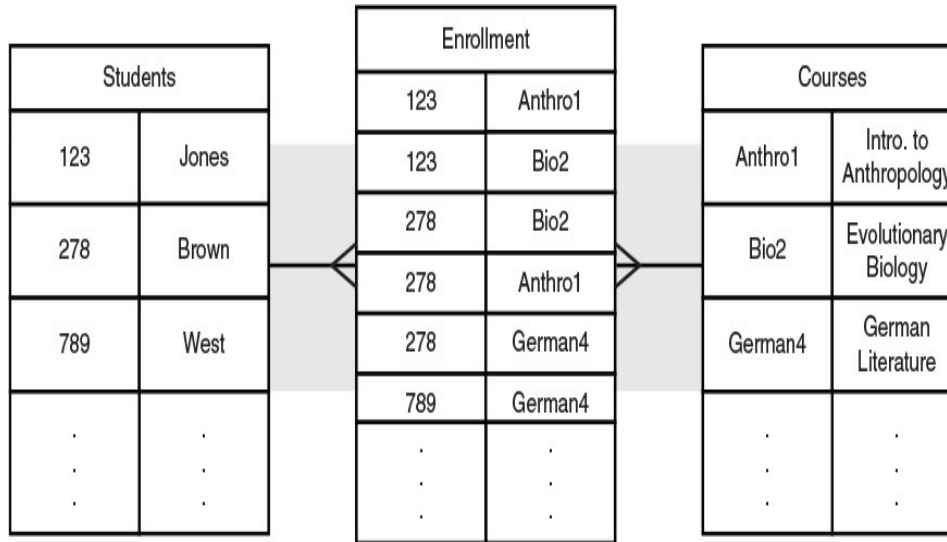 Students
123 Jones
278 Brown
789 West
. .
. .
. .
Enrollment
123 Anthro1
123 Bio2
278 Bio2
278 Anthro1
278 German4
789 German4
. .
. .
. .
Courses
Anthro1 Intro. to
Anthropology
Bio2 Evolutionary
Biology
German4 German
Literature
. .
. .
. .